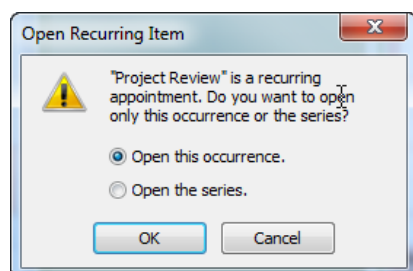 Open Recurring Item
"Project Review" is a recurring
appointment. Do you want to open
only this occurrence or the series?
Open this occurrence.
Open the series.
OK
Cancel